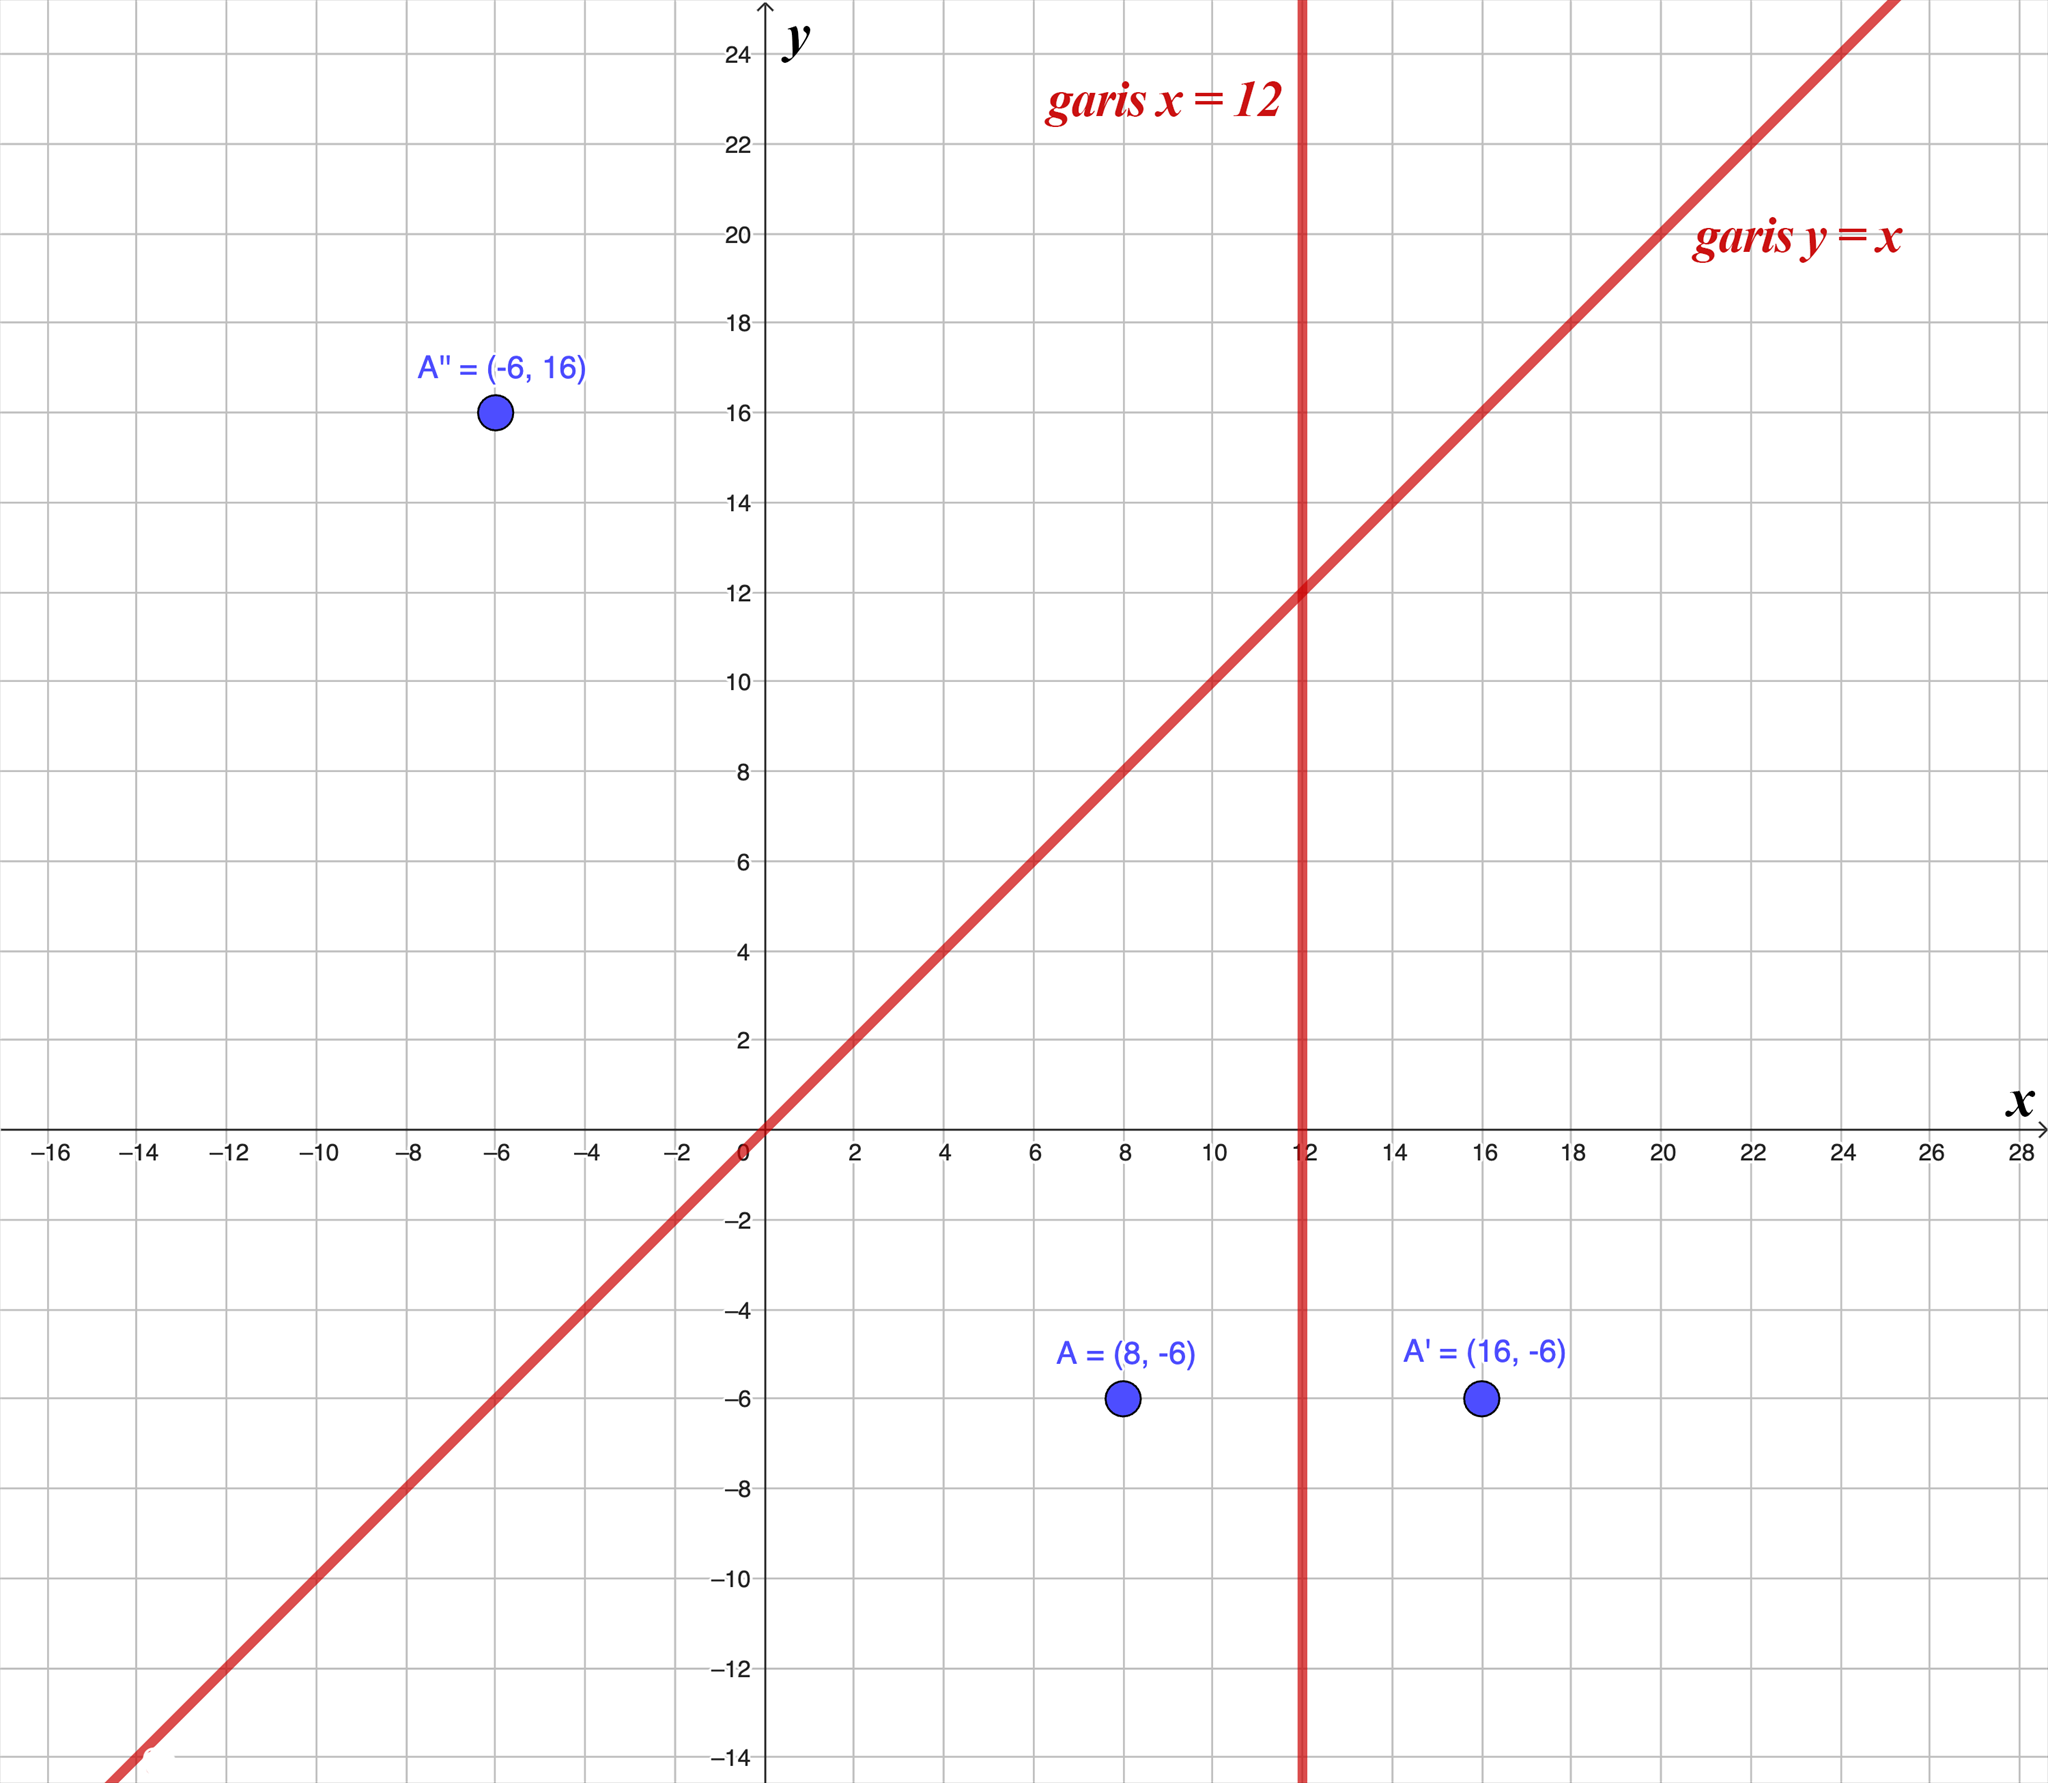 y
24
garis x = 12
22
20
garis y = x
18
A'' = (-6, 16)
16
14
12
10
8
6
4
2
x
–16 –14 –12 –10 –8 –6 –4 –2 0 2 4 6 8 10 12 14 16 18 20 22 24 26 28
–2
–4
A = (8, -6) A' = (16, -6)
–6
–8
–10
–12
–14